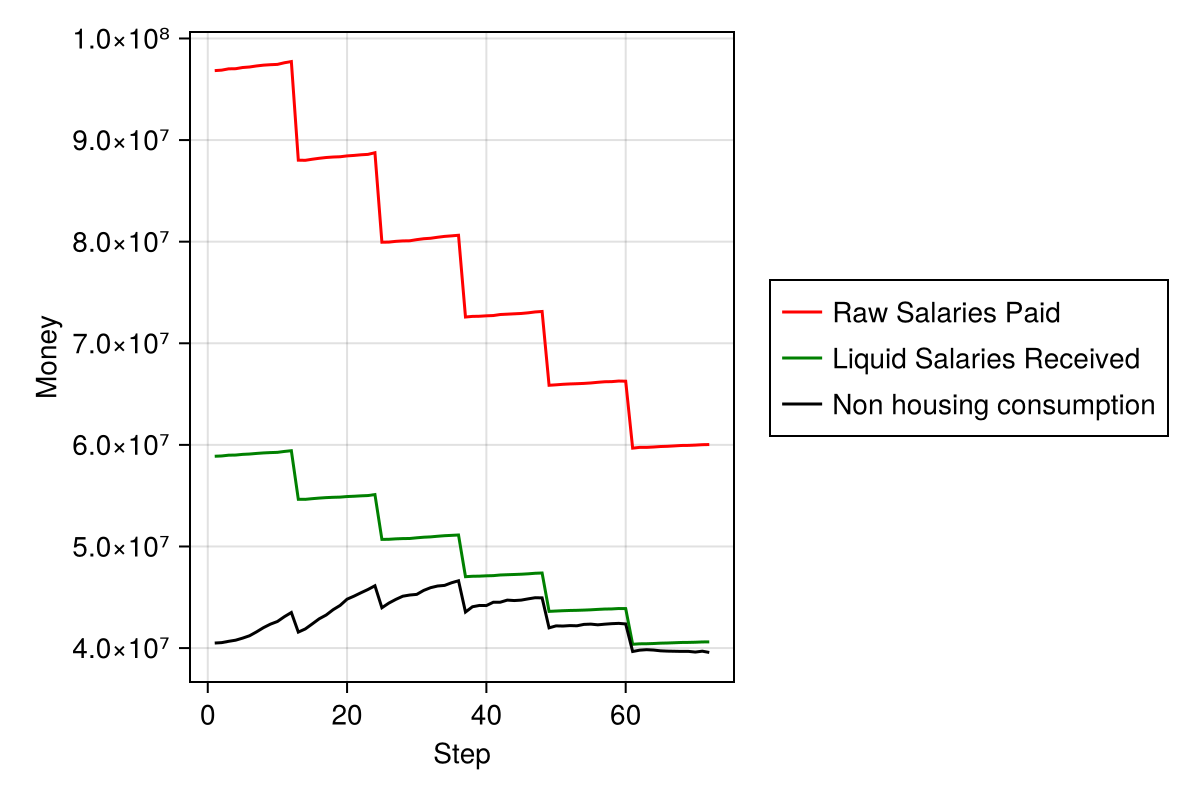 1.0×10⁸
9.0×10⁷
8.0×10⁷
7.0×10⁷
6.0×10⁷
5.0×10⁷
4.0×10⁷
Money
0 20 40 60
Step
Raw Salaries Paid
Liquid Salaries Received
Non housing consumption